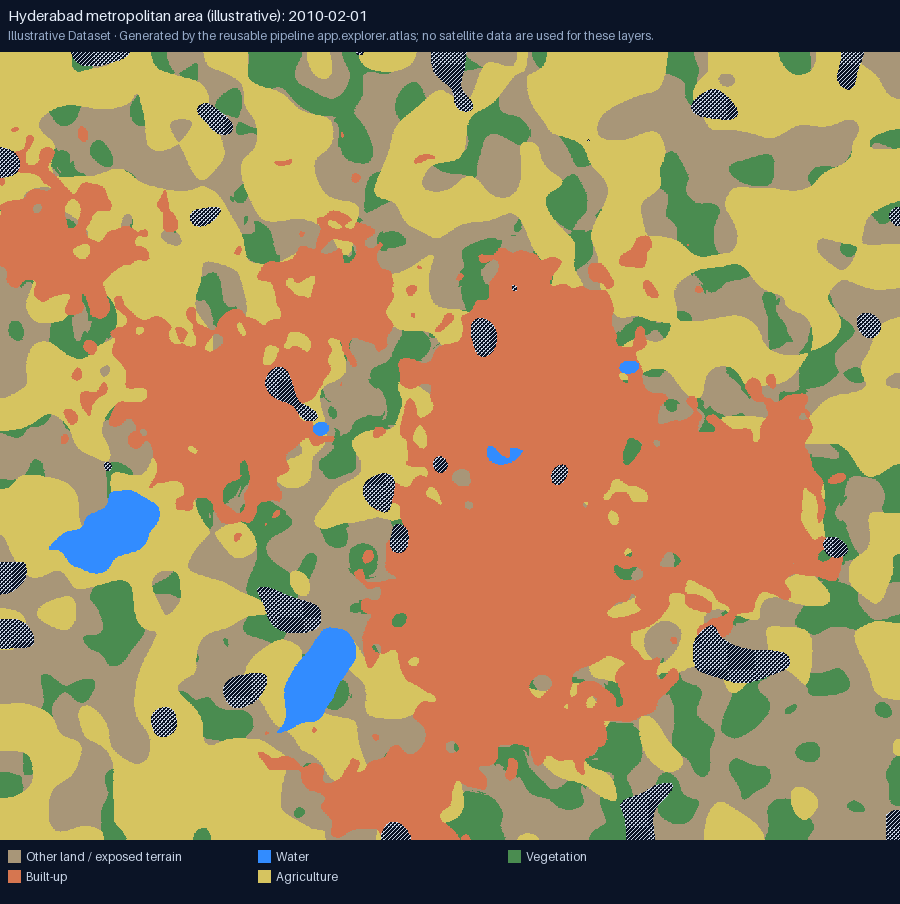 Hyderabad metropolitan area (illustrative): 2010-02-01
Illustrative Dataset · Generated by the reusable pipeline app.explorer.atlas; no satellite data are used for these layers.
Other land / exposed terrain
Water
Vegetation
Built-up
Agriculture